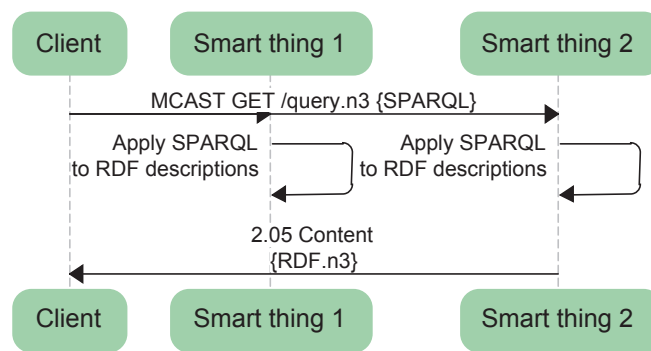 Client
Smart thing 1
Smart thing 2
MCAST GET /query.n3 {SPARQL}
Apply SPARQL
to RDF descriptions
Apply SPARQL
to RDF descriptions
2.05 Content
{RDF.n3}
Client
Smart thing 1
Smart thing 2